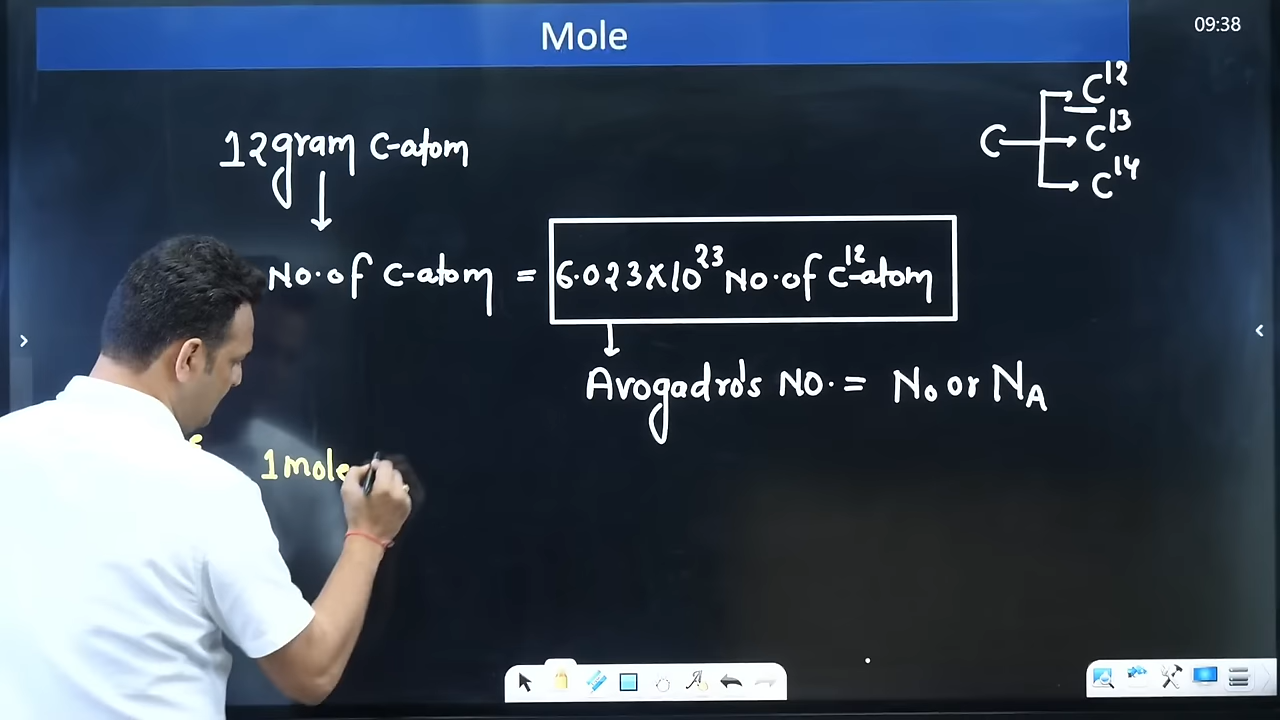 Mole
09:38
12gram C-atom
C
C¹²
C¹³
C¹⁴
No. of C-atom = 6.023×10²³ No. of C¹²-atom
Avogadro's No. = N₀ or N_A
1 mole